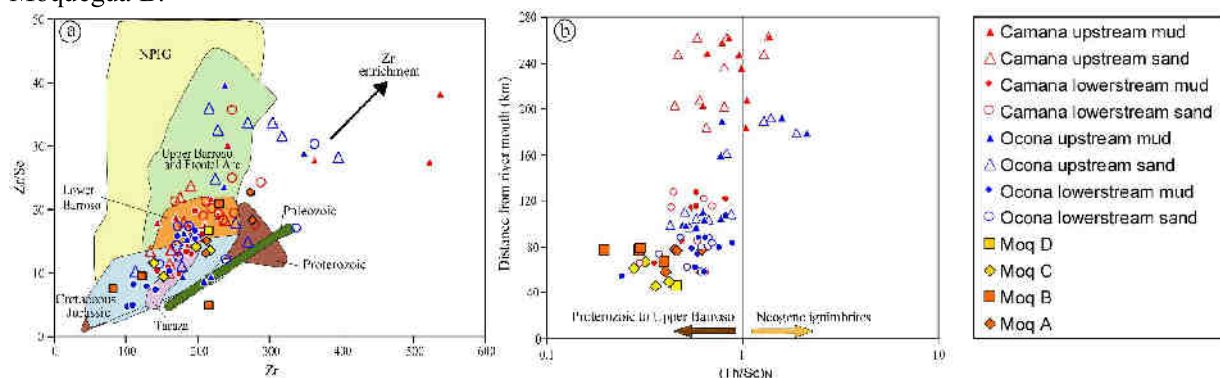 Moquegua D.
a
NPIG
Zr
enrichment
Upper Barroso
and Frontal Arc
Lower
Barroso
Paleozoic
Proterozoic
Cretaceous
Jurassic
Taraza
Zr/Sc
50
40
30
20
10
0
0
100
200
300
400
500
600
Zr
b
Distance from river mouth (km)
280
240
200
160
120
80
40
0
Proterozoic to Upper Barroso
Neogene ignimbrites
0.1
1
10
(Th/Sc)N
Camana upstream mud
Camana upstream sand
Camana lowerstream mud
Camana lowerstream sand
Ocona upstream mud
Ocona upstream sand
Ocona lowerstream mud
Ocona lowerstream sand
Moq D
Moq C
Moq B
Moq A